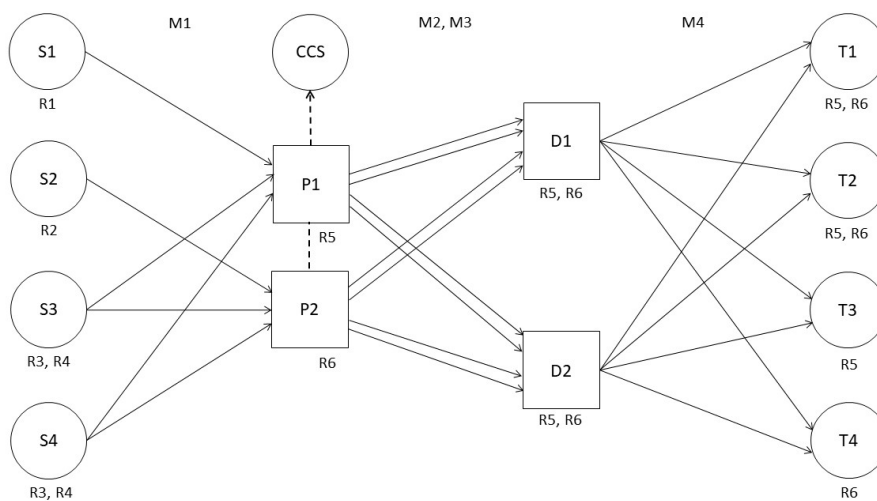 M1
M2, M3
M4
S1
R1
S2
R2
S3
R3, R4
S4
R3, R4
CCS
P1
R5
P2
R6
D1
R5, R6
D2
R5, R6
T1
R5, R6
T2
R5, R6
T3
R5
T4
R6